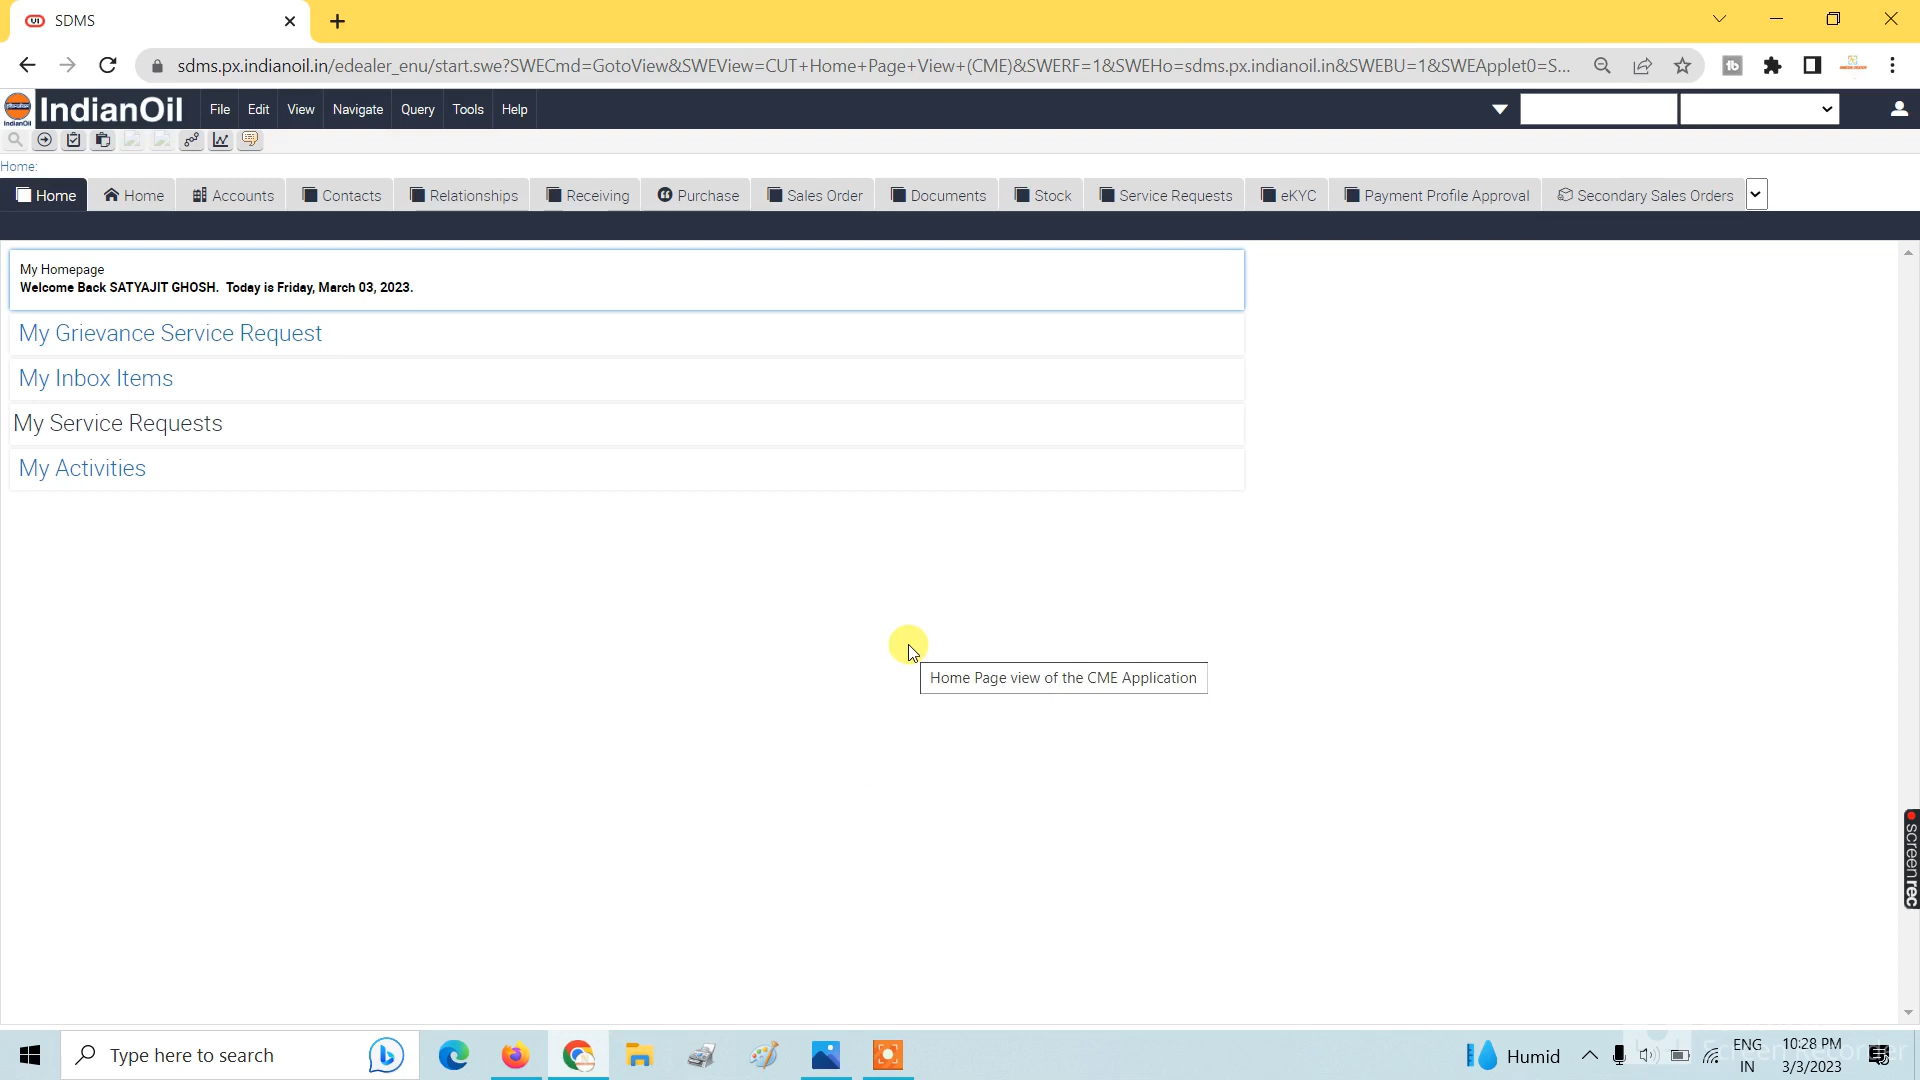 SDMS
sdms.px.indianoil.in/edealer_enu/start.swe?SWECmd=GotoView&SWEView=CUT+Home+Page+View+(CME)&SWERF=1&SWEHo=sdms.px.indianoil.in&SWEBU=1&SWEApplet0=S...
IndianOil File Edit View Navigate Query Tools Help
Home:
Home Home Accounts Contacts Relationships Receiving Purchase Sales Order Documents Stock Service Requests eKYC Payment Profile Approval Secondary Sales Orders
My Homepage
Welcome Back SATYAJIT GHOSH. Today is Friday, March 03, 2023.
My Grievance Service Request
My Inbox Items
My Service Requests
My Activities
Home Page view of the CME Application
screenrec
Type here to search
Humid
ENG
IN
10:28 PM
3/3/2023